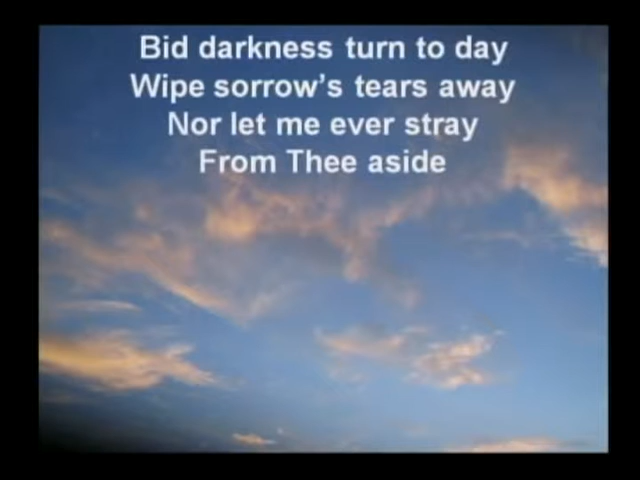 Bid darkness turn to day
Wipe sorrow's tears away
Nor let me ever stray
From Thee aside